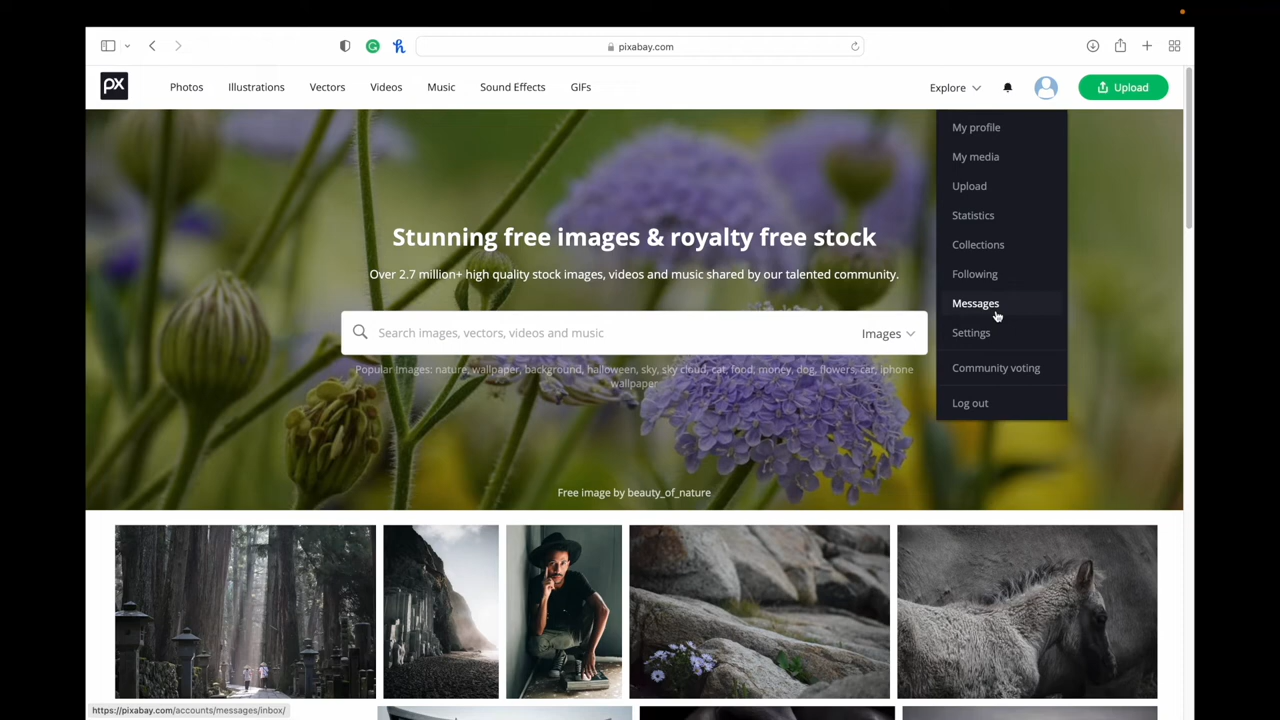 pixabay.com
px
Photos
Illustrations
Vectors
Videos
Music
Sound Effects
GIFs
Explore
Upload
My profile
My media
Upload
Statistics
Collections
Following
Messages
Settings
Community voting
Log out
Stunning free images & royalty free stock
Over 2.7 million+ high quality stock images, videos and music shared by our talented community.
Search images, vectors, videos and music
Images
Popular images: nature, wallpaper, background, halloween, sky, sky cloud, cat, food, money, dog, flowers, car, iphone
wallpaper
Free image by beauty_of_nature
https://pixabay.com/accounts/messages/inbox/